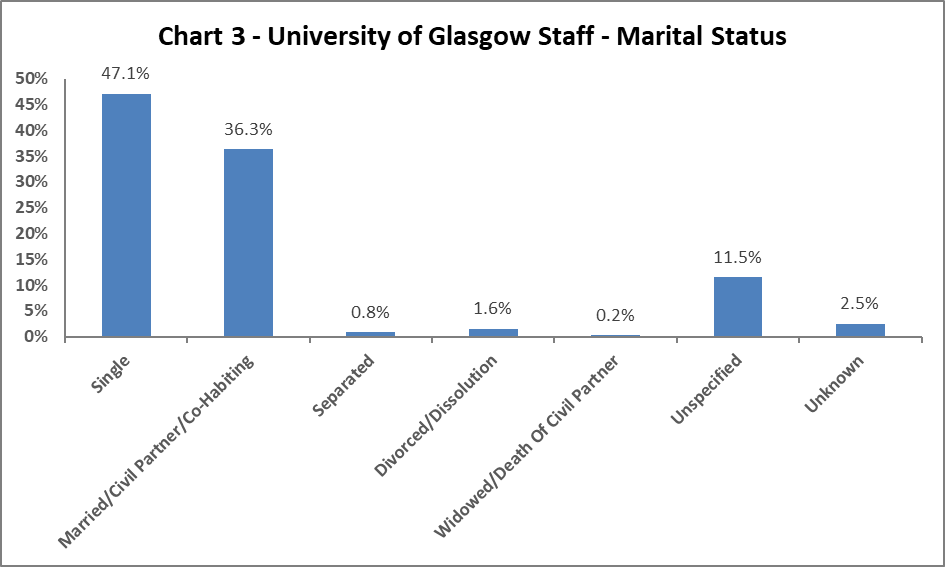 Chart 3 - University of Glasgow Staff - Marital Status
50%
45%
40%
35%
30%
25%
20%
15%
10%
5%
0%
47.1%
36.3%
0.8%
1.6%
0.2%
11.5%
2.5%
Single
Married/Civil Partner/Co-Habiting
Separated
Divorced/Dissolution
Widowed/Death Of Civil Partner
Unspecified
Unknown